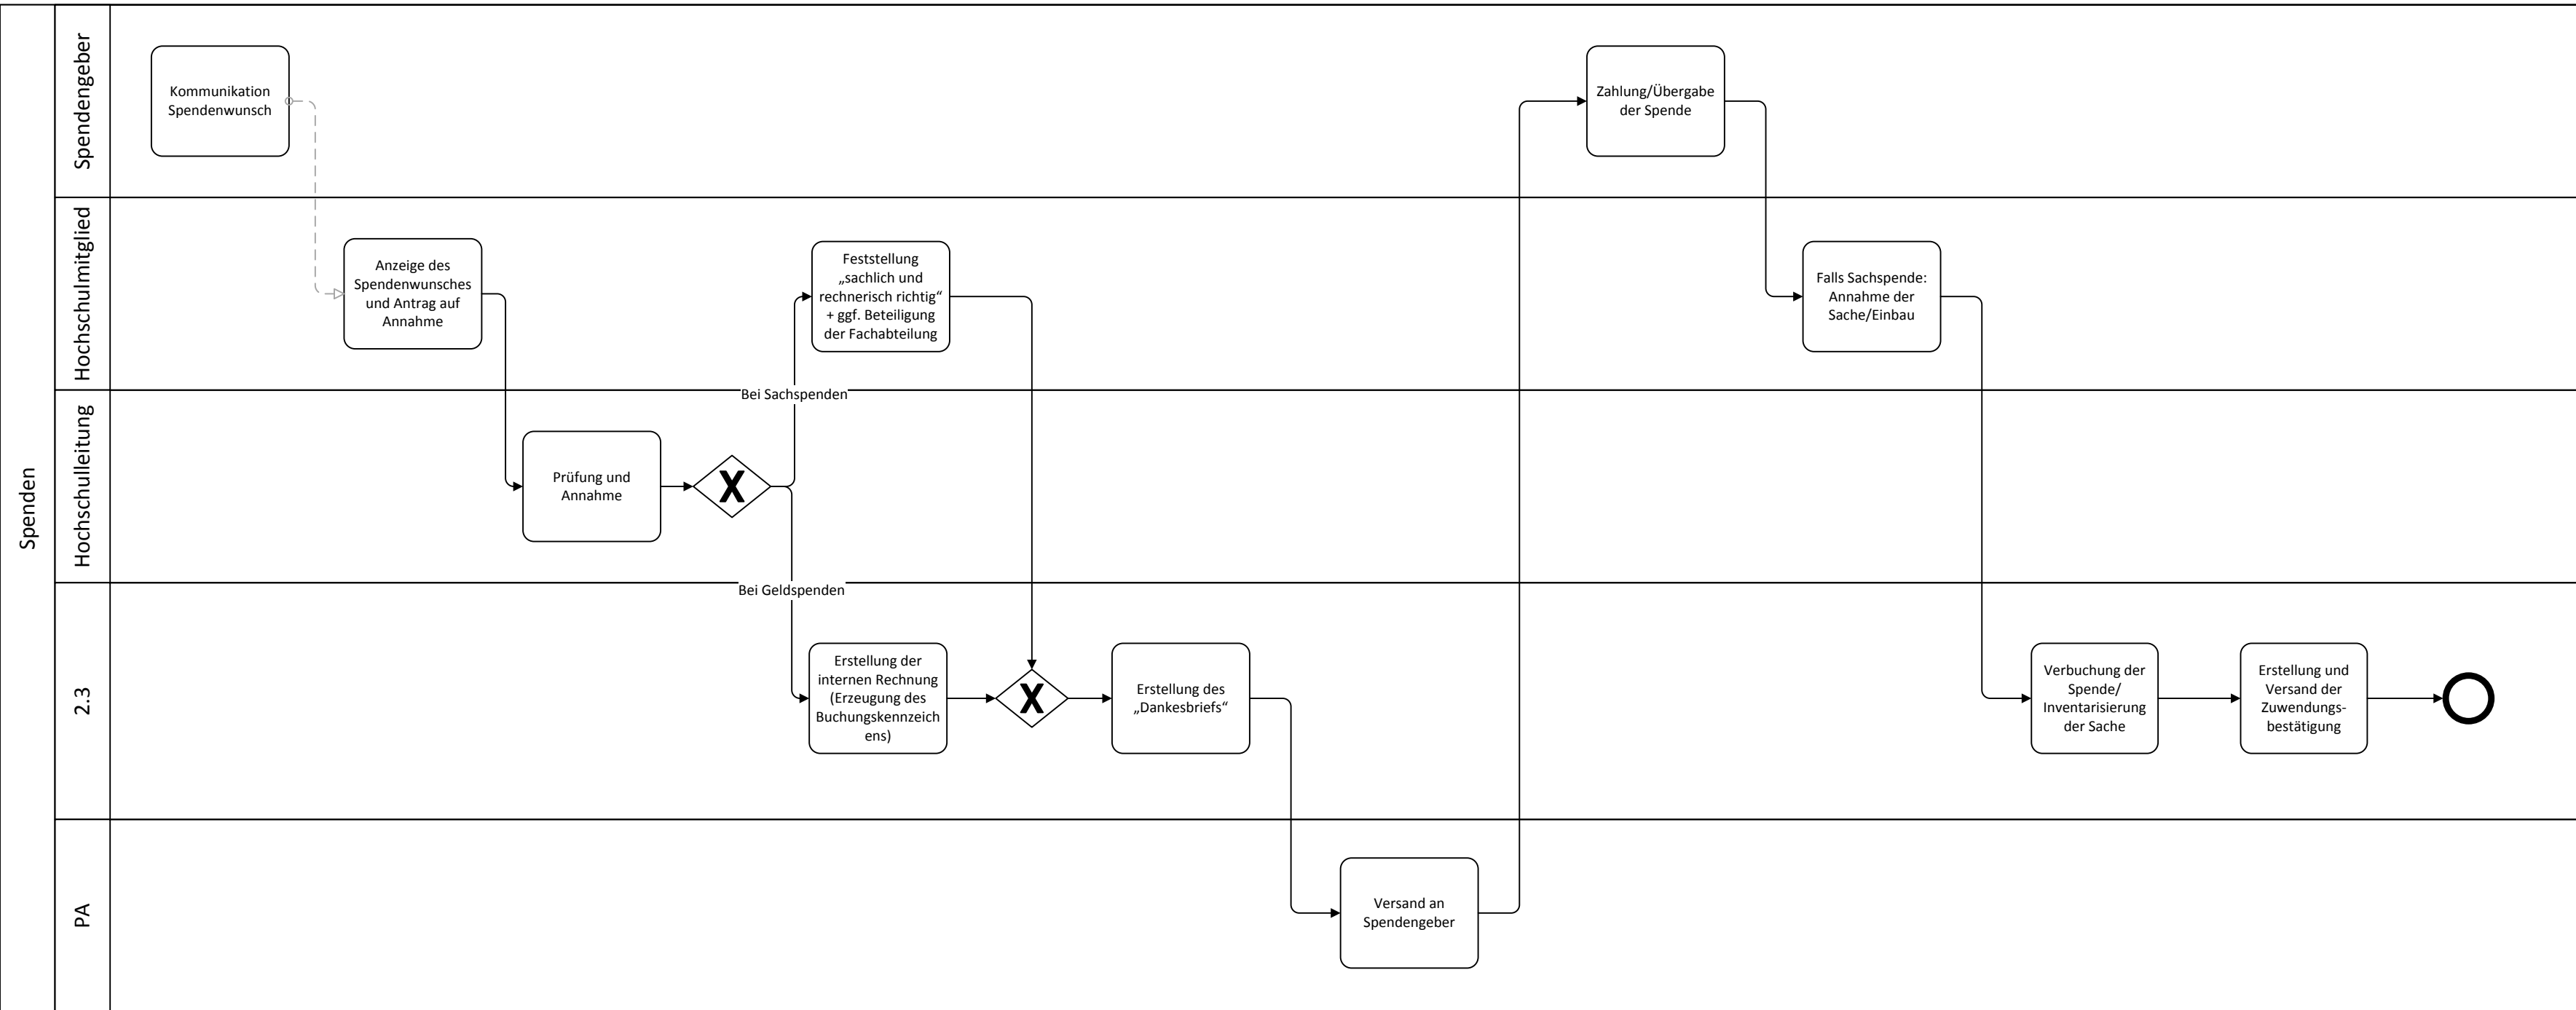 Spenden
Spendengeber
Kommunikation
Spendenwunsch
Zahlung/Übergabe
der Spende
Hochschulmitglied
Anzeige des
Spendenwunsches
und Antrag auf
Annahme
Feststellung
„sachlich und
rechnerisch richtig“
+ ggf. Beteiligung
der Fachabteilung
Falls Sachspende:
Annahme der
Sache/Einbau
Hochschulleitung
Prüfung und
Annahme
X
Bei Sachspenden
Bei Geldspenden
2.3
Erstellung der
internen Rechnung
(Erzeugung des
Buchungskennzeich
ens)
X
Erstellung des
„Dankesbriefs“
Verbuchung der
Spende/
Inventarisierung
der Sache
Erstellung und
Versand der
Zuwendungs-
bestätigung
PA
Versand an
Spendengeber